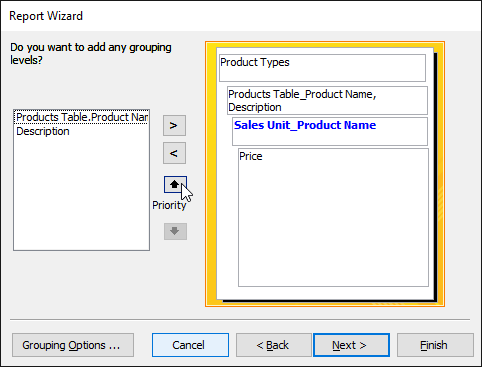 Report Wizard
Do you want to add any grouping
levels?
Products Table.Product Nam
Description
>
<
Priority
Product Types
Products Table_Product Name,
Description
Sales Unit_Product Name
Price
Grouping Options ...
Cancel
< Back
Next >
Finish